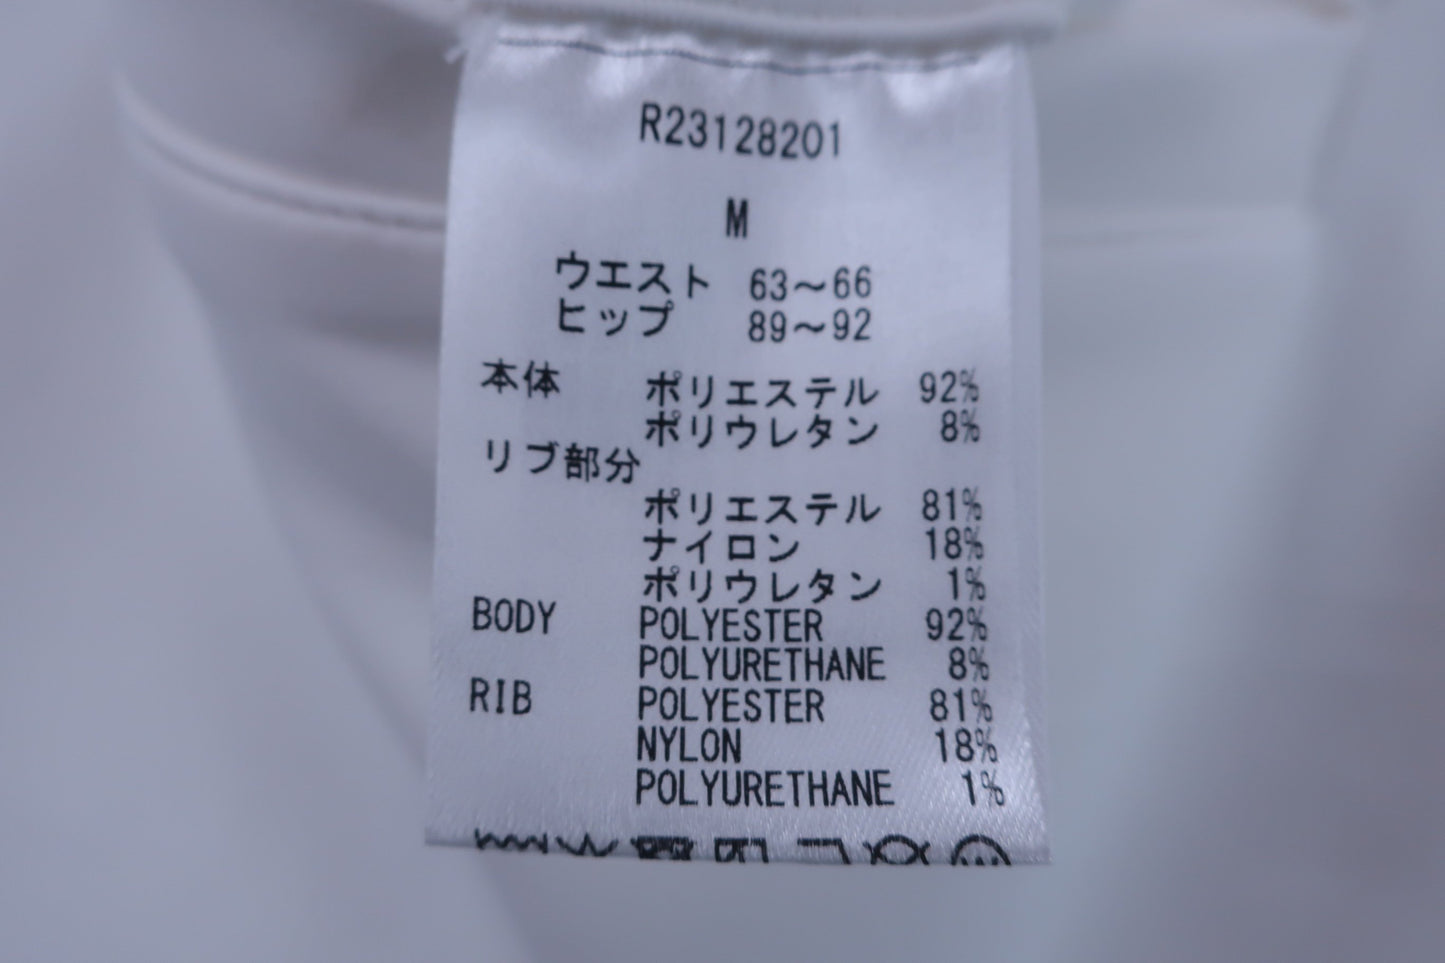 R23128201
M
ウエスト 63～66
ヒップ 89～92
本体 ポリエステル 92%
ポリウレタン 8%
リブ部分
ポリエステル 81%
ナイロン 18%
ポリウレタン 1%
BODY POLYESTER 92%
POLYURETHANE 8%
RIB POLYESTER 81%
NYLON 18%
POLYURETHANE 1%